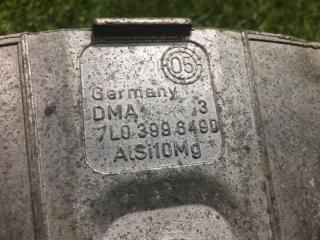 05
Germany
DMA 3
7L0.399.649D
AlSi10Mg